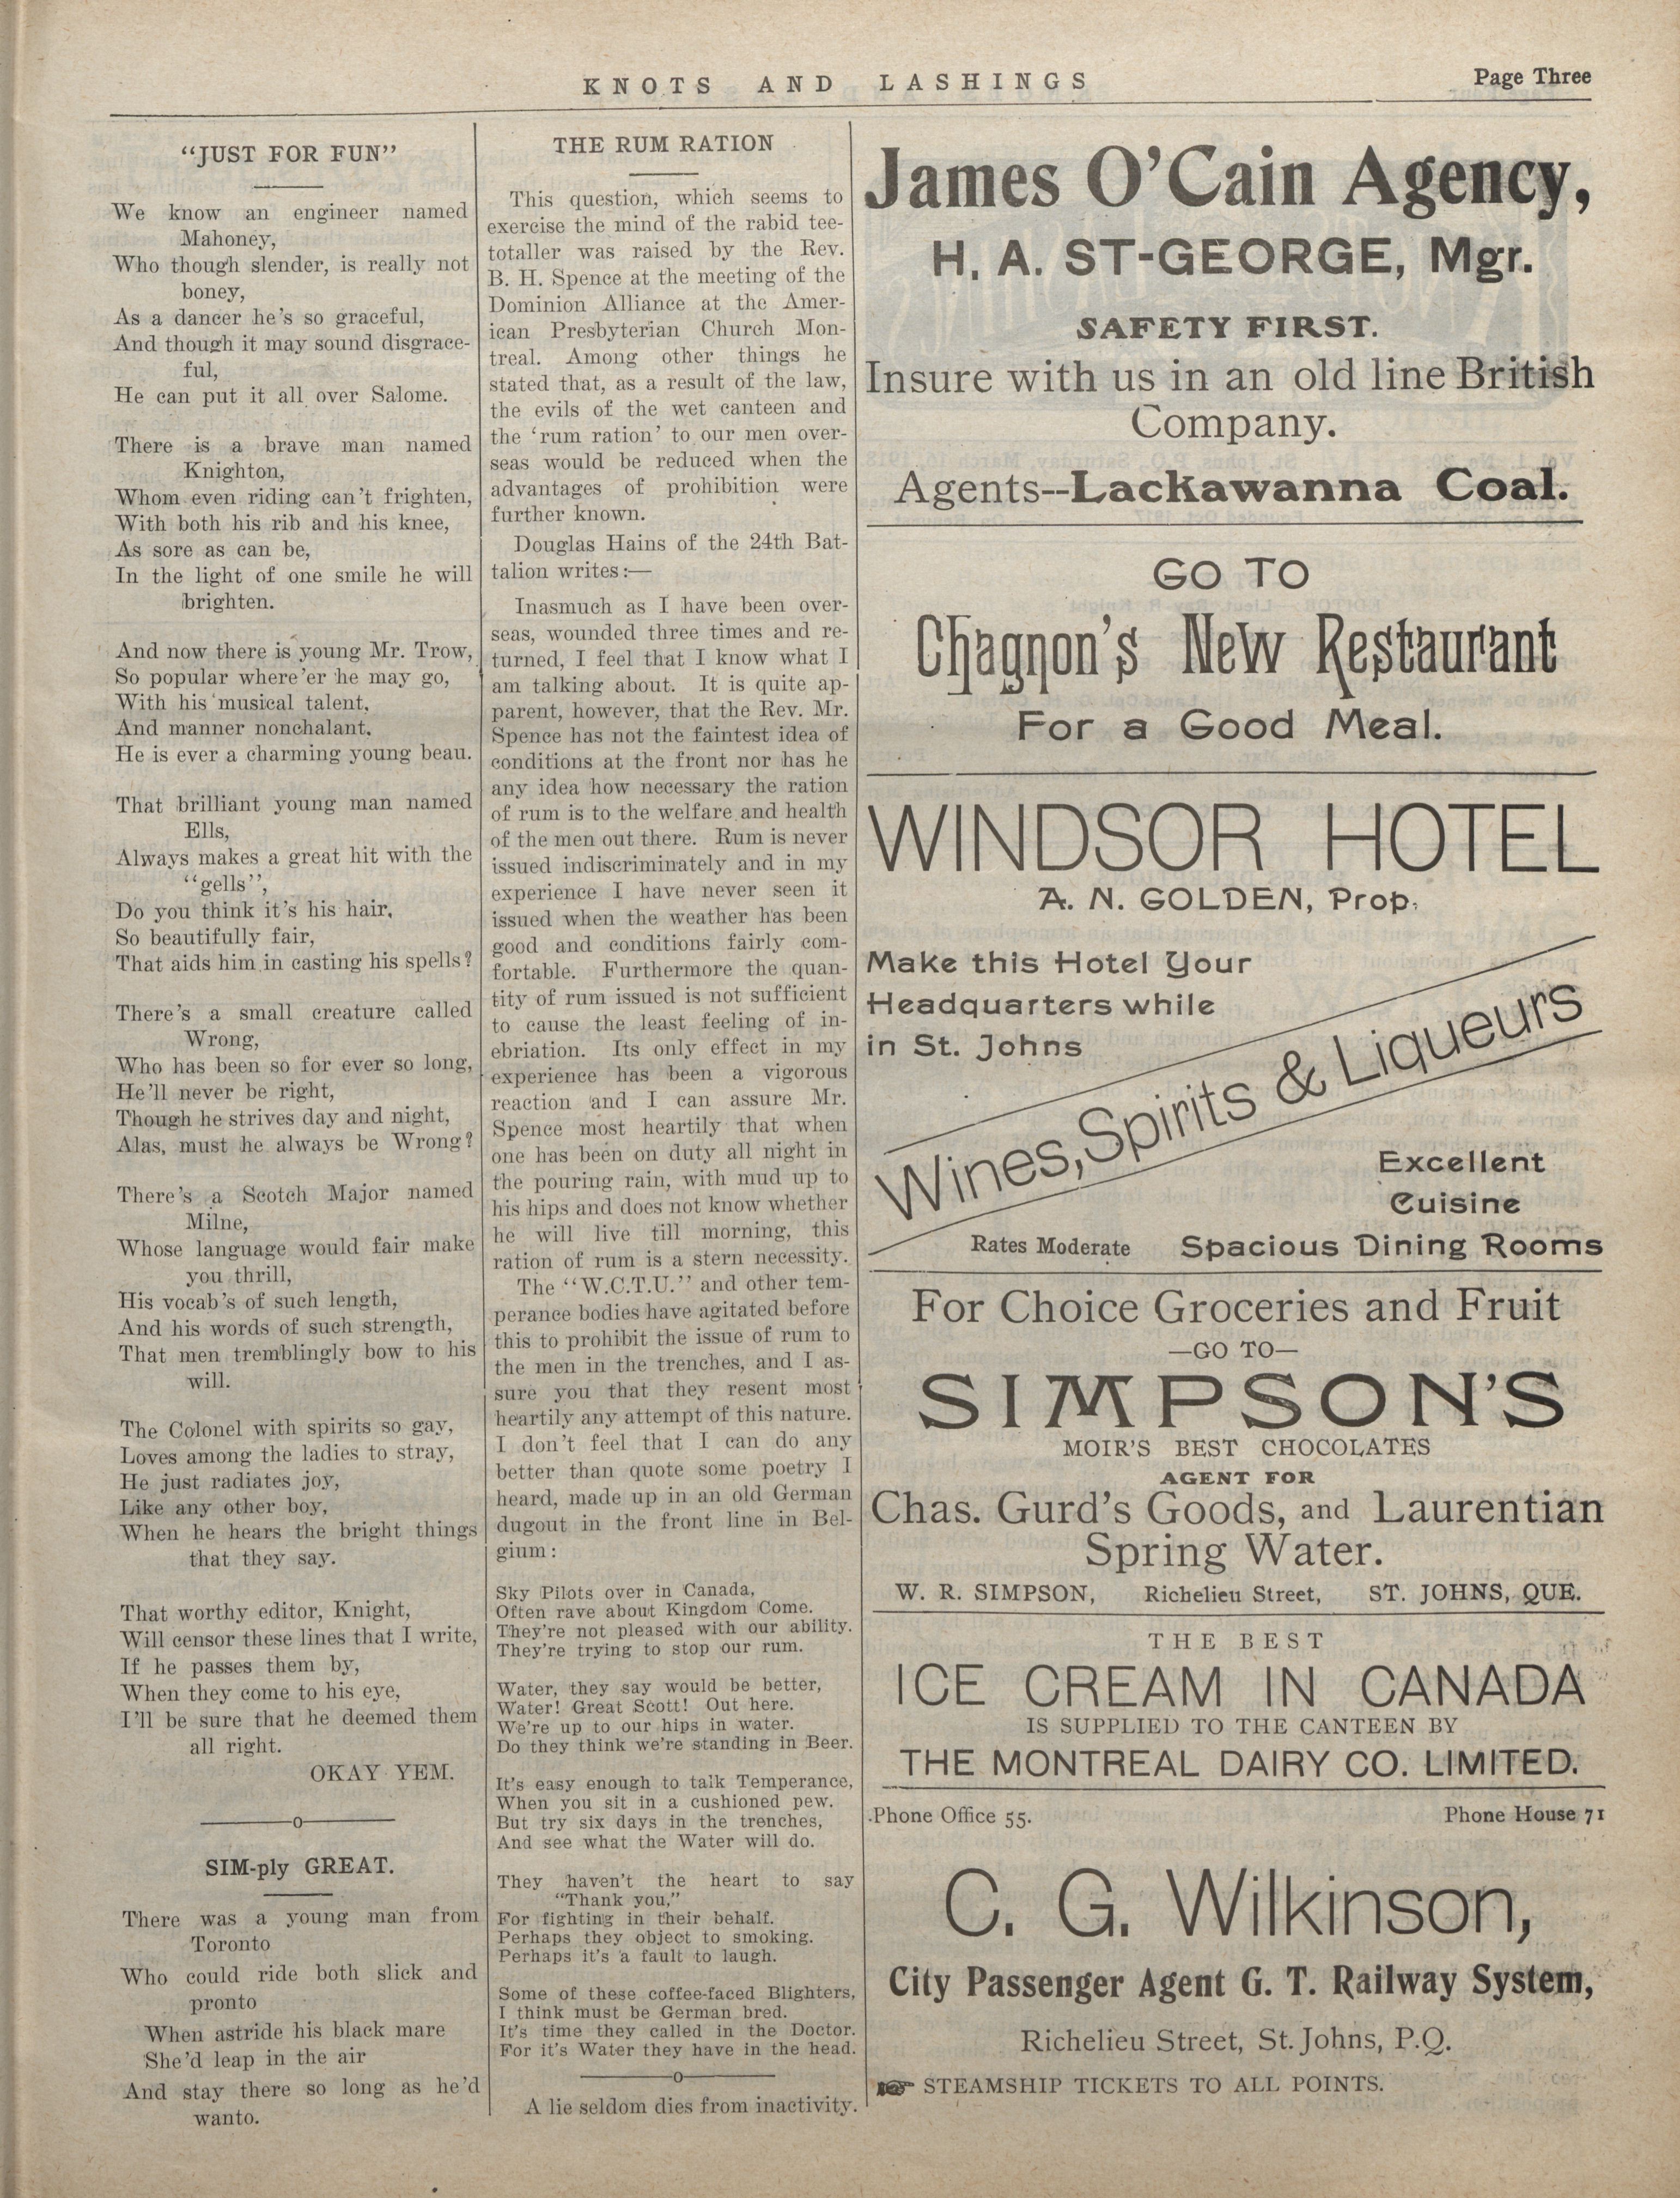 KNOTS AND LASHINGS
Page Three
"JUST FOR FUN"
We know an engineer named
Mahoney,
Who though slender, is really not
boney,
As a dancer he's so graceful,
And though it may sound disgrace-
ful,
He can put it all over Salome.
There is a brave man named
Knighton,
Whom even riding can't frighten,
With both his rib and his knee,
As sore as can be,
In the light of one smile he will
brighten.
And now there is young Mr. Trow,
So popular where'er he may go,
With his musical talent,
And manner nonchalant,
He is ever a charming young beau.
That brilliant young man named
Ells,
Always makes a great hit with the
"gells",
Do you think it's his hair,
So beautifully fair,
That aids him in casting his spells?
There's a small creature called
Wrong,
Who has been so for ever so long,
He'll never be right,
Though he strives day and night,
Alas, must he always be Wrong?
There's a Scotch Major named
Milne,
Whose language would fair make
you thrill,
His vocab's of such length,
And his words of such strength,
That men tremblingly bow to his
will.
The Colonel with spirits so gay,
Loves among the ladies to stray,
He just radiates joy,
Like any other boy,
When he hears the bright things
that they say.
That worthy editor, Knight,
Will censor these lines that I write,
If he passes them by,
When they come to his eye,
I'll be sure that he deemed them
all right.
OKAY YEM.
o
SIM-ply GREAT.
There was a young man from
Toronto
Who could ride both slick and
pronto
When astride his black mare
She'd leap in the air
And stay there so long as he'd
wanto.
THE RUM RATION
This question, which seems to
exercise the mind of the rabid tee-
totaller was raised by the Rev.
B. H. Spence at the meeting of the
Dominion Alliance at the Amer-
ican Presbyterian Church Mon-
treal. Among other things he
stated that, as a result of the law,
the evils of the wet canteen and
the 'rum ration' to our men over-
seas would be reduced when the
advantages of prohibition were
further known.
Douglas Hains of the 24th Bat-
talion writes:—
Inasmuch as I have been over-
seas, wounded three times and re-
turned, I feel that I know what I
am talking about. It is quite ap-
parent, however, that the Rev. Mr.
Spence has not the faintest idea of
conditions at the front nor has he
any idea how necessary the ration
of rum is to the welfare and health
of the men out there. Rum is never
issued indiscriminately and in my
experience I have never seen it
issued when the weather has been
good and conditions fairly com-
fortable. Furthermore the quan-
tity of rum issued is not sufficient
to cause the least feeling of in-
ebriation. Its only effect in my
experience has been a vigorous
reaction and I can assure Mr.
Spence most heartily that when
one has been on duty all night in
the pouring rain, with mud up to
his hips and does not know whether
he will live till morning, this
ration of rum is a stern necessity.
The "W.C.T.U." and other tem-
perance bodies have agitated before
this to prohibit the issue of rum to
the men in the trenches, and I as-
sure you that they resent most
heartily any attempt of this nature.
I don't feel that I can do any
better than quote some poetry I
heard, made up in an old German
dugout in the front line in Bel-
gium:
Sky Pilots over in Canada,
Often rave about Kingdom Come.
They're not pleased with our ability.
They're trying to stop our rum.
Water, they say would be better,
Water! Great Scott! Out here.
We're up to our hips in water.
Do they think we're standing in Beer.
It's easy enough to talk Temperance,
When you sit in a cushioned pew.
But try six days in the trenches,
And see what the Water will do.
They haven't the heart to say
"Thank you,"
For fighting in their behalf.
Perhaps they object to smoking.
Perhaps it's a fault to laugh.
Some of these coffee-faced Blighters,
I think must be German bred.
It's time they called in the Doctor.
For it's Water they have in the head.
o
A lie seldom dies from inactivity.
James O'Cain Agency,
H. A. ST-GEORGE, Mgr.
SAFETY FIRST.
Insure with us in an old line British
Company.
Agents--Lackawanna Coal.
GO TO
Chagnon's New Restaurant
For a Good Meal.
WINDSOR HOTEL
A. N. GOLDEN, Prop.
Make this Hotel Your
Headquarters while
in St. Johns
Wines, Spirits & Liqueurs
Excellent
Cuisine
Rates Moderate Spacious Dining Rooms
For Choice Groceries and Fruit
—GO TO—
SIMPSON'S
MOIR'S BEST CHOCOLATES
AGENT FOR
Chas. Gurd's Goods, and Laurentian
Spring Water.
W. R. SIMPSON, Richelieu Street, ST. JOHNS, QUE.
THE BEST
ICE CREAM IN CANADA
IS SUPPLIED TO THE CANTEEN BY
THE MONTREAL DAIRY CO. LIMITED.
Phone Office 55. Phone House 71
C. G. Wilkinson,
City Passenger Agent G. T. Railway System,
Richelieu Street, St. Johns, P.Q.
☞ STEAMSHIP TICKETS TO ALL POINTS.